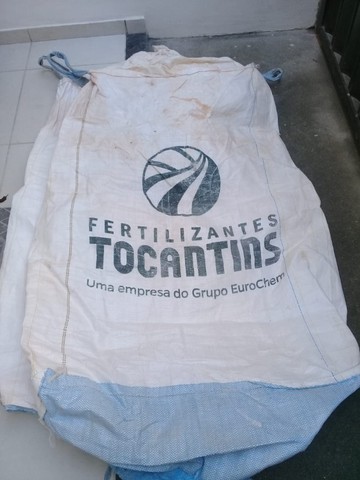 FERTILIZANTES
TOCANTINS
Uma empresa do Grupo EuroChem